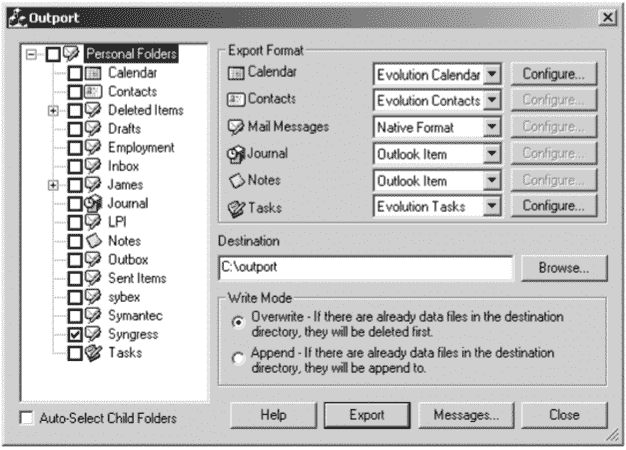 Outport
Personal Folders
Calendar
Contacts
Deleted Items
Drafts
Employment
Inbox
James
Journal
LPI
Notes
Outbox
Sent Items
sybex
Symantec
Syngress
Tasks
Auto-Select Child Folders
Export Format
Calendar Evolution Calendar Configure...
Contacts Evolution Contacts Configure...
Mail Messages Native Format Configure...
Journal Outlook Item Configure...
Notes Outlook Item Configure...
Tasks Evolution Tasks Configure...
Destination
C:\outport Browse...
Write Mode
Overwrite - If there are already data files in the destination
directory, they will be deleted first.
Append - If there are already data files in the destination
directory, they will be append to.
Help Export Messages... Close